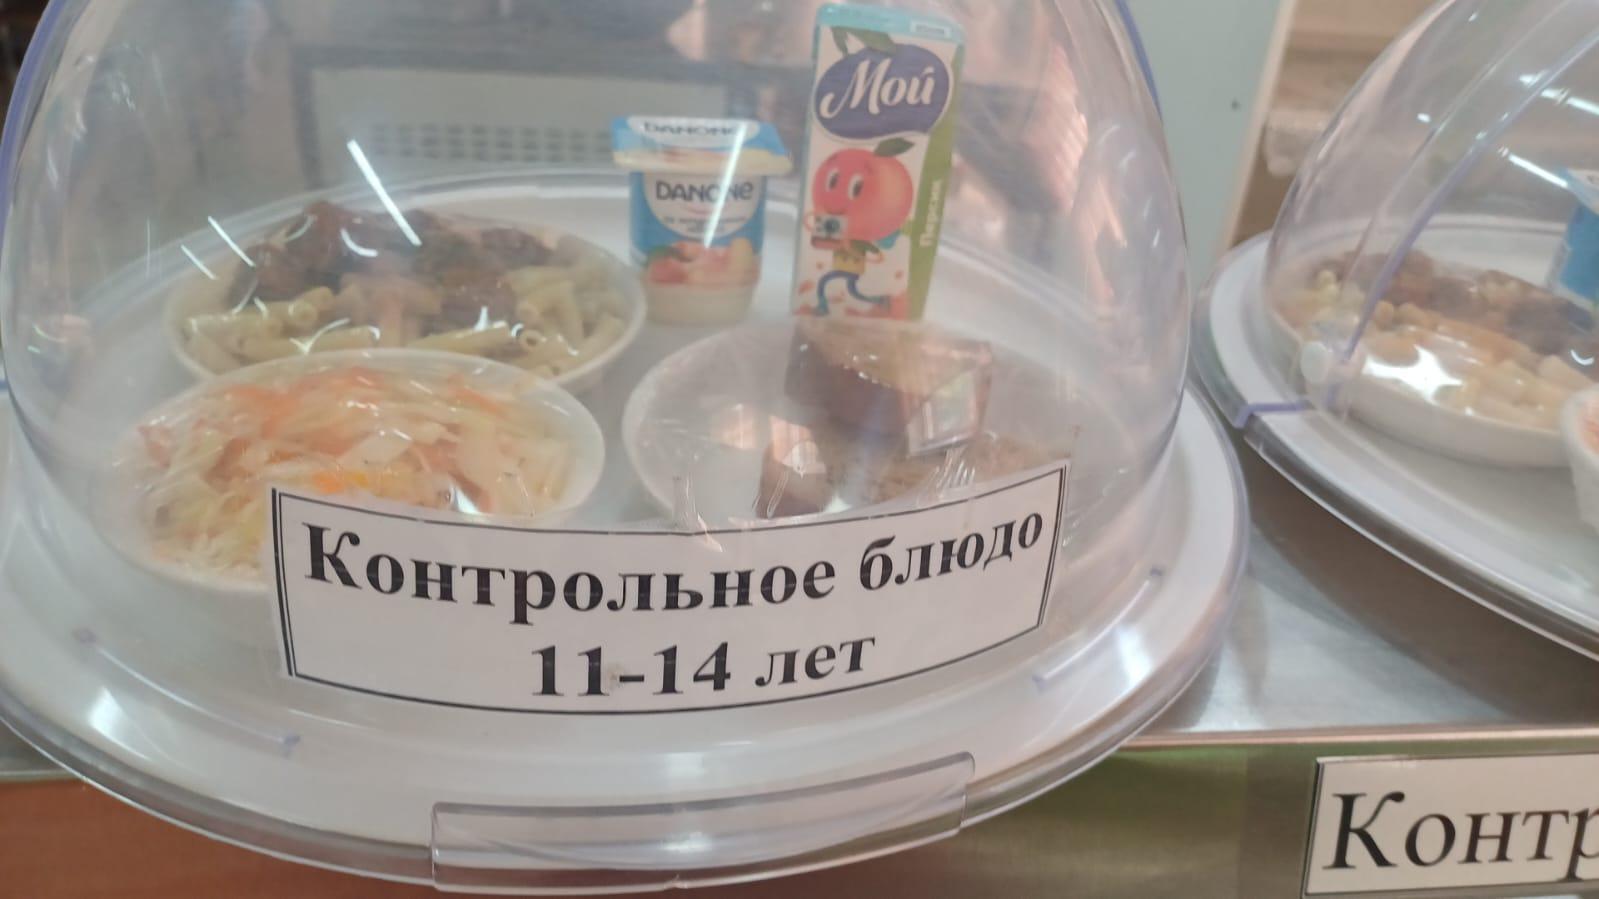 Мой
DANONE
DANONE
Персик
Контрольное блюдо
11-14 лет
Контр